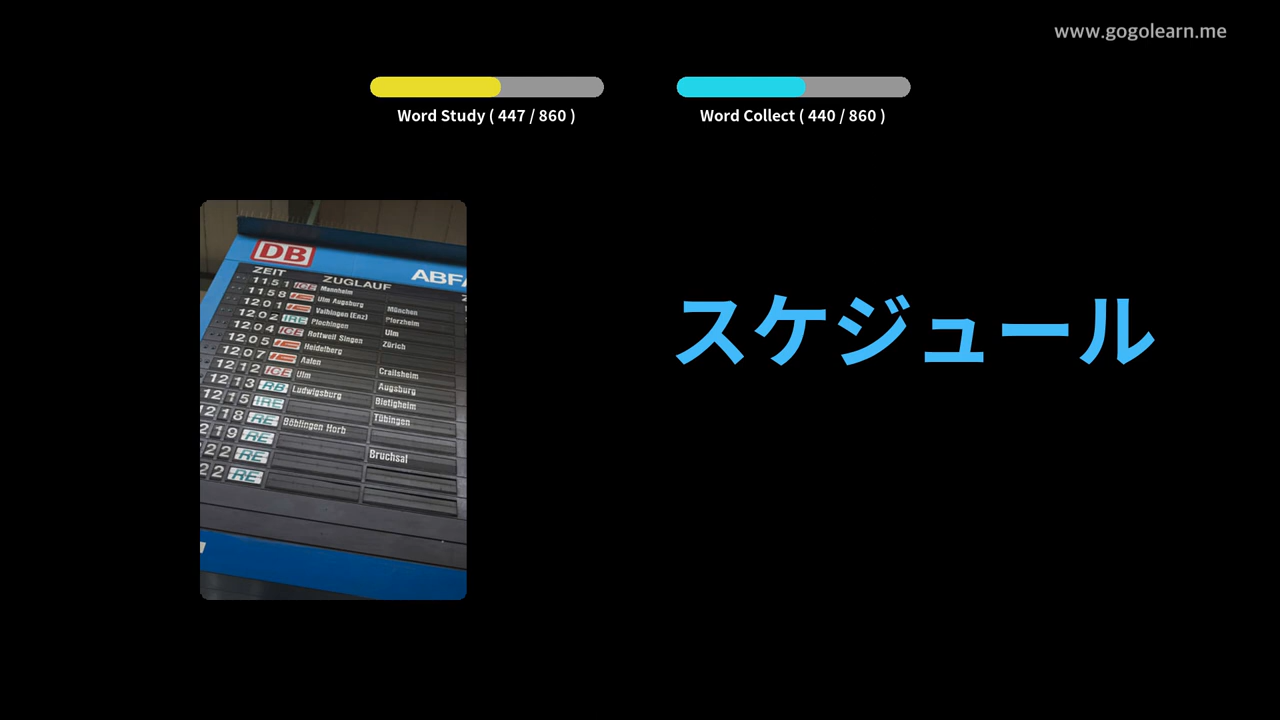 www.gogolearn.me
Word Study ( 447 / 860 )
Word Collect ( 440 / 860 )
DB
ABFA
ZEIT ZUGLAUF
1151 ICE Mannheim
1158 Ulm Augsburg München
1201 Vaihingen (Enz) Pforzheim
1202 IRE Plochingen Ulm
1204 ICE Rottweil Singen Zürich
1205 Heidelberg
1207 Aalen Crailsheim
1212 ICE Ulm Augsburg
1213 RB Ludwigsburg Bietigheim
1215 IRE Tübingen
1218 RE Böblingen Horb
219 RE Bruchsal
22 RE
22 RE
スケジュール